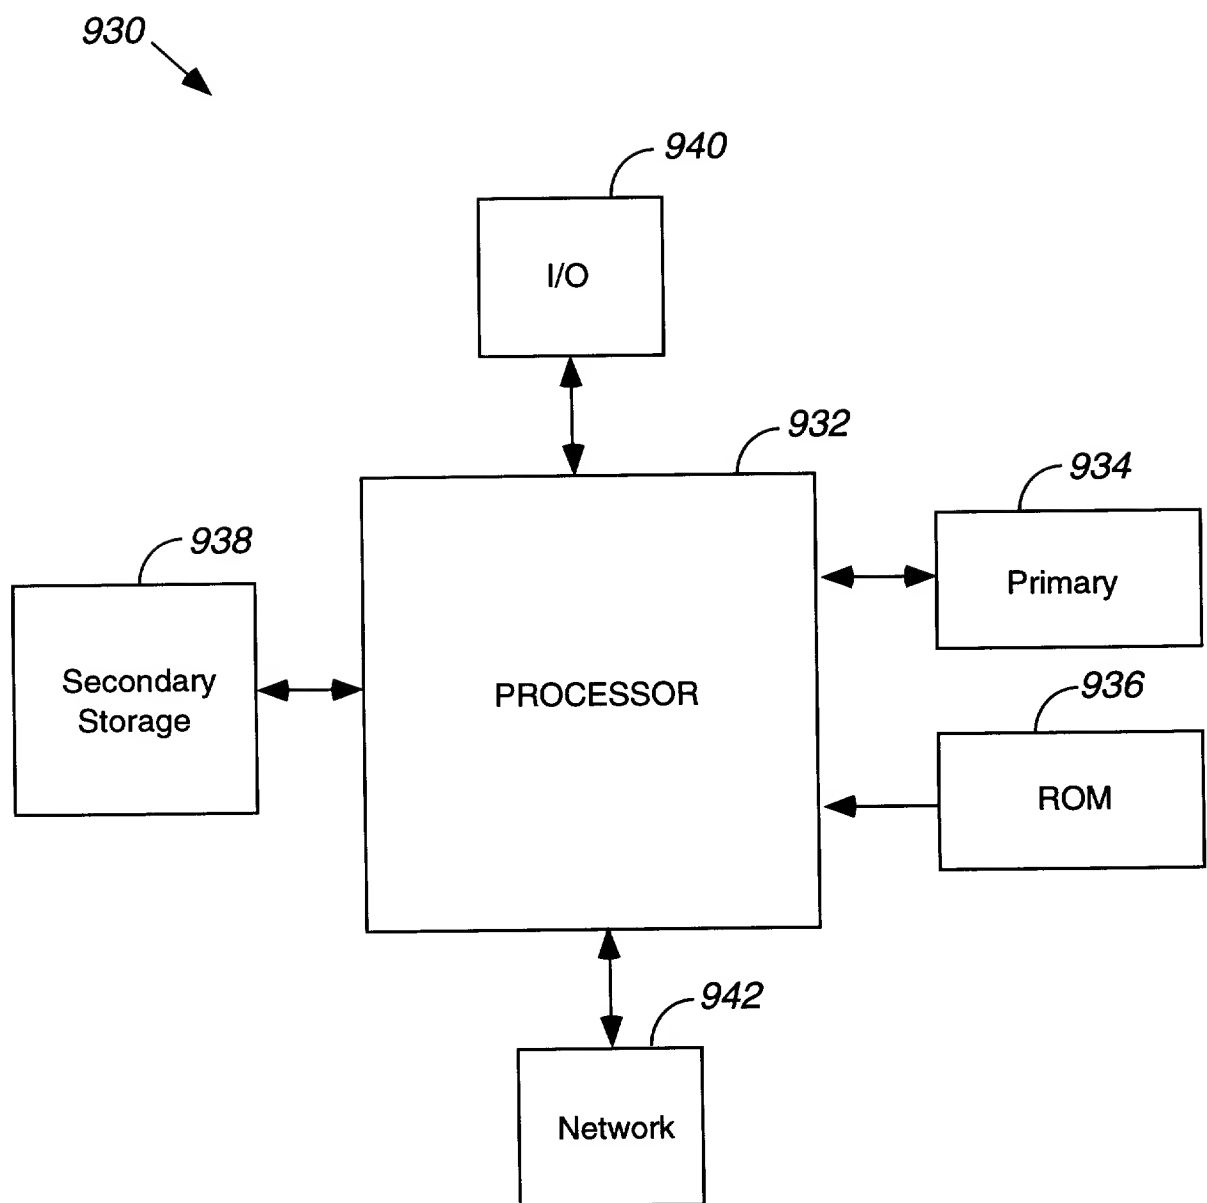 930
940
I/O
932
934
938
Primary
Secondary
Storage
PROCESSOR
936
ROM
942
Network